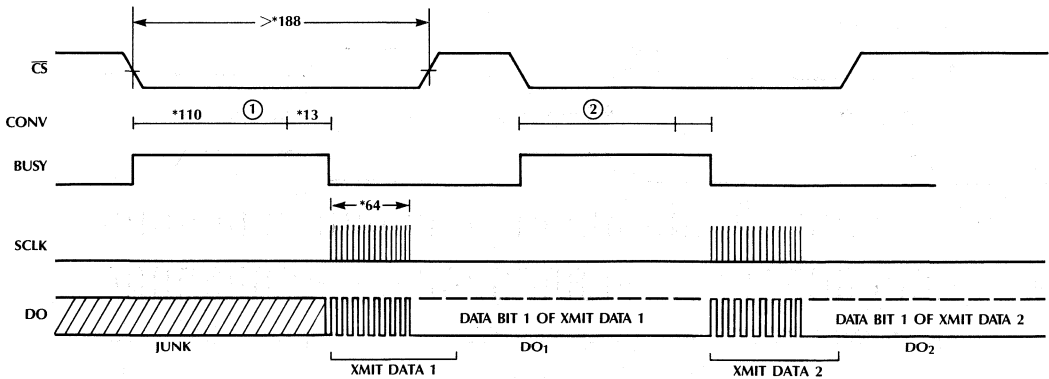 >*188
CS
CONV
*110
①
*13
②
BUSY
*64
SCLK
DO
DATA BIT 1 OF XMIT DATA 1
DATA BIT 1 OF XMIT DATA 2
JUNK
DO1
DO2
XMIT DATA 1
XMIT DATA 2